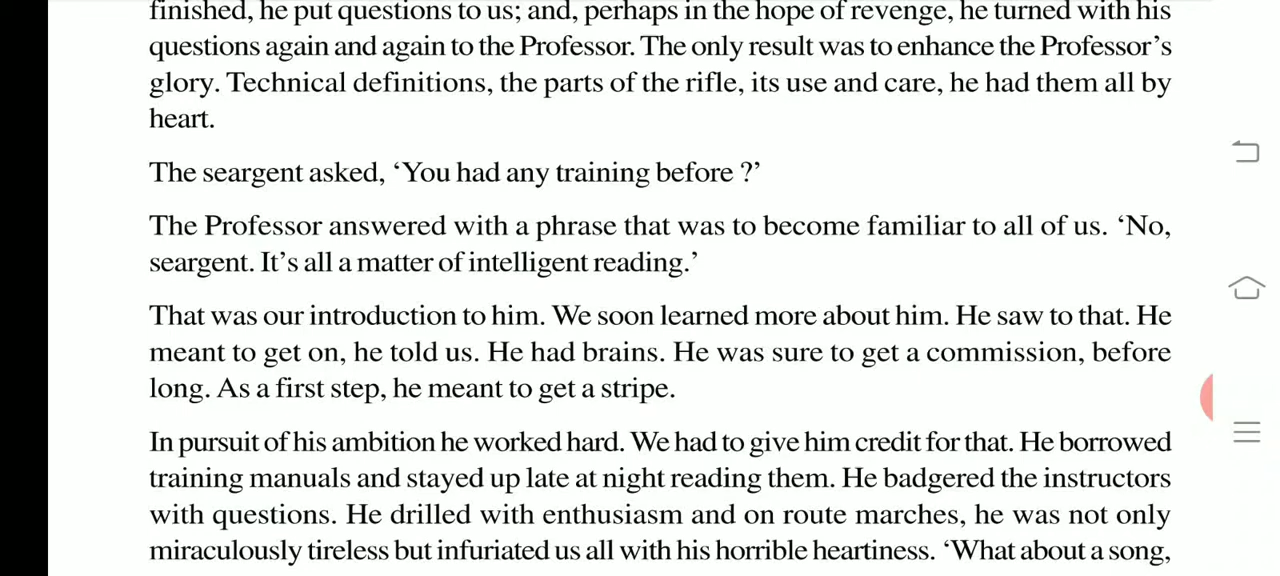 finished, he put questions to us; and, perhaps in the hope of revenge, he turned with his
questions again and again to the Professor. The only result was to enhance the Professor’s
glory. Technical definitions, the parts of the rifle, its use and care, he had them all by
heart.
The seargent asked, ‘You had any training before ?’
The Professor answered with a phrase that was to become familiar to all of us. ‘No,
seargent. It’s all a matter of intelligent reading.’
That was our introduction to him. We soon learned more about him. He saw to that. He
meant to get on, he told us. He had brains. He was sure to get a commission, before
long. As a first step, he meant to get a stripe.
In pursuit of his ambition he worked hard. We had to give him credit for that. He borrowed
training manuals and stayed up late at night reading them. He badgered the instructors
with questions. He drilled with enthusiasm and on route marches, he was not only
miraculously tireless but infuriated us all with his horrible heartiness. ‘What about a song,